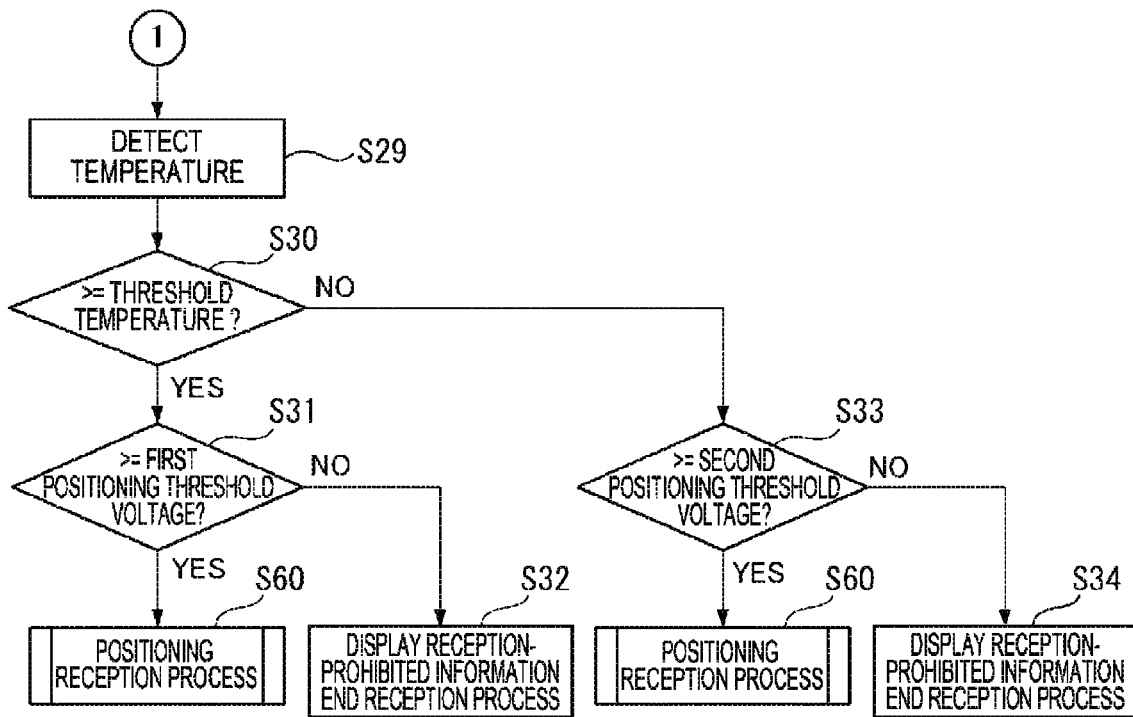 1
DETECT
TEMPERATURE
S29
S30
>= THRESHOLD
TEMPERATURE ?
NO
YES
S31
>= FIRST
POSITIONING THRESHOLD
VOLTAGE?
NO
YES
S33
>= SECOND
POSITIONING THRESHOLD
VOLTAGE?
NO
YES
S60
POSITIONING
RECEPTION PROCESS
S32
DISPLAY RECEPTION-
PROHIBITED INFORMATION
END RECEPTION PROCESS
S60
POSITIONING
RECEPTION PROCESS
S34
DISPLAY RECEPTION-
PROHIBITED INFORMATION
END RECEPTION PROCESS